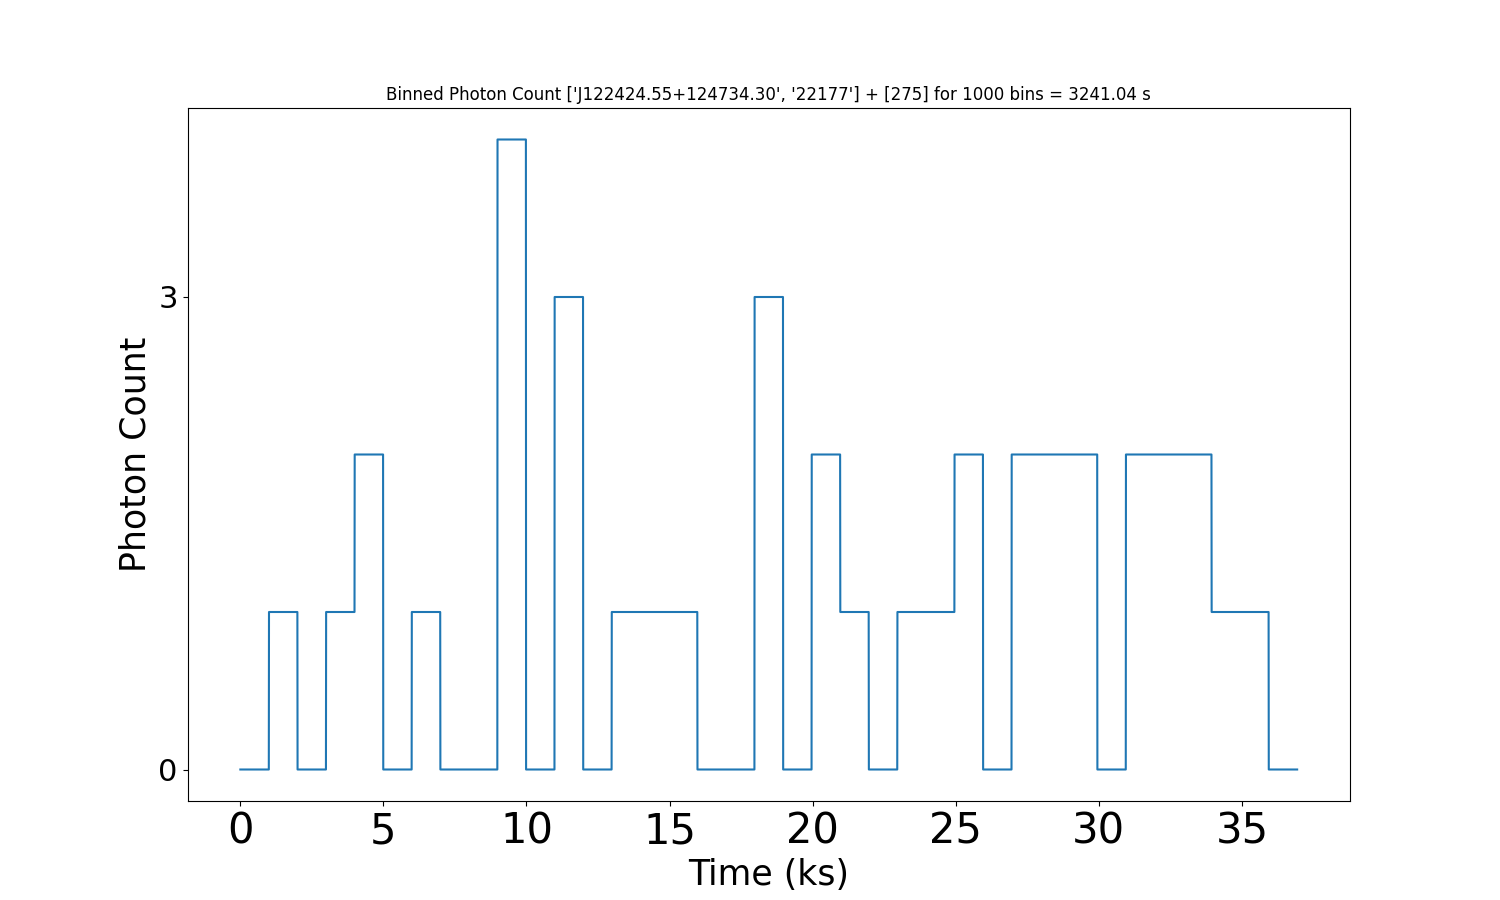 Binned Photon Count ['J122424.55+124734.30', '22177'] + [275] for 1000 bins = 3241.04 s
Photon Count
3
0
0 5 10 15 20 25 30 35
Time (ks)